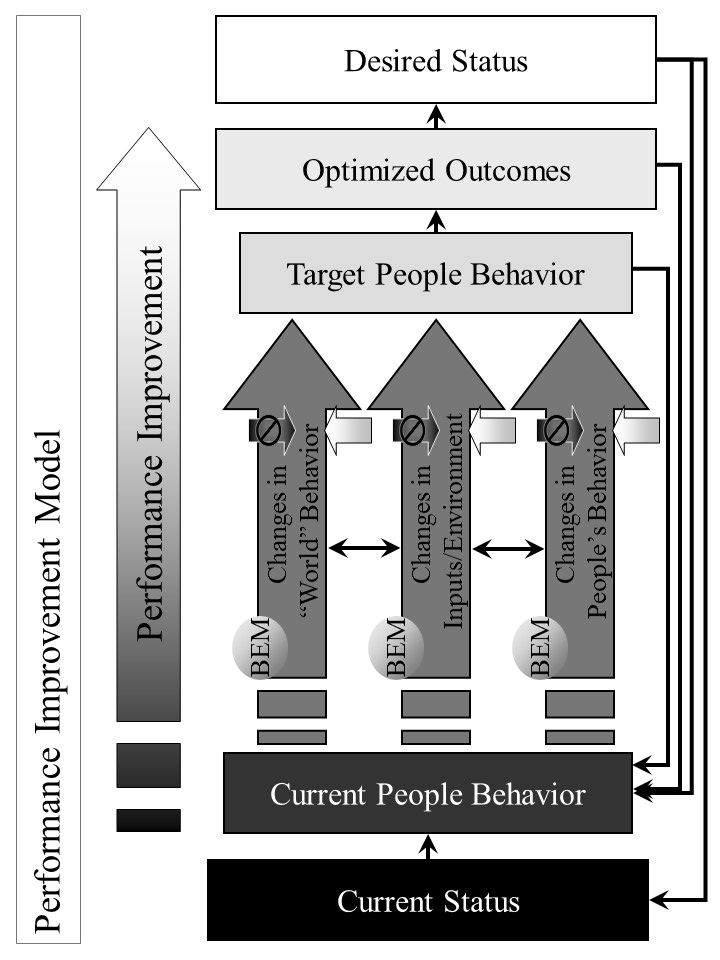 Performance Improvement Model
Performance Improvement
Desired Status
Optimized Outcomes
Target People Behavior
Changes in
“World” Behavior
Changes in
Inputs/Environment
Changes in
People’s Behavior
BEM
BEM
BEM
Current People Behavior
Current Status